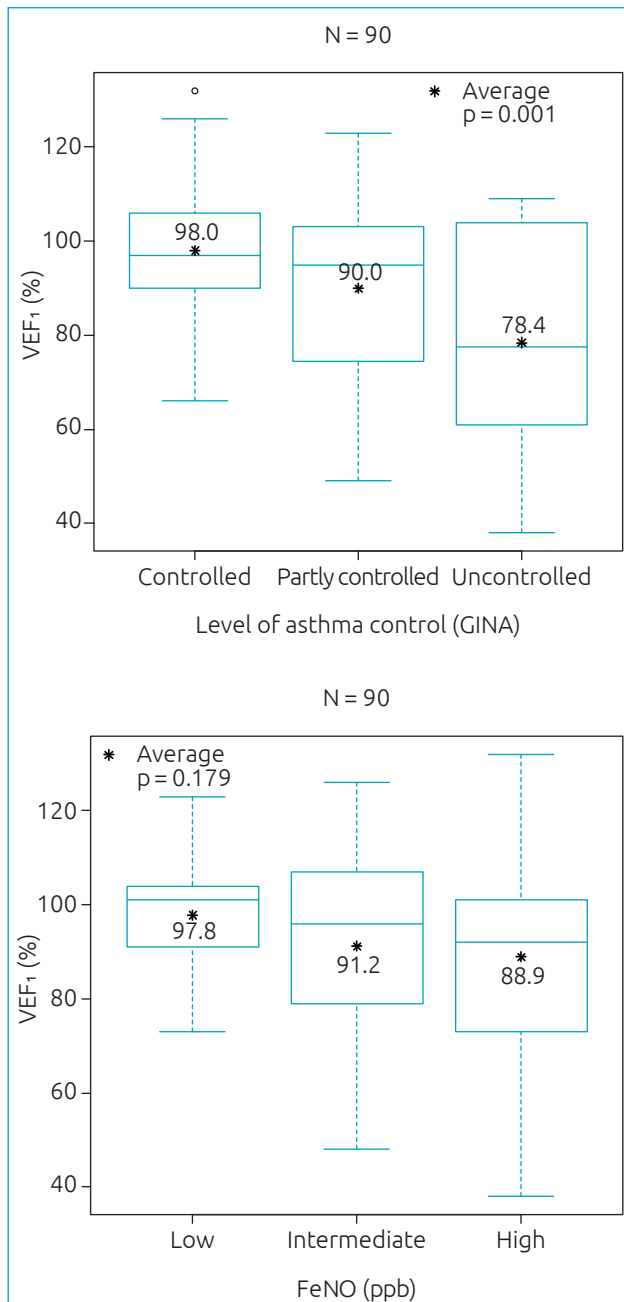 N = 90
* Average
p = 0.001
120
100
80
60
40
VEF₁ (%)
98.0
90.0
78.4
Controlled Partly controlled Uncontrolled
Level of asthma control (GINA)
N = 90
* Average
p = 0.179
120
100
80
60
40
VEF₁ (%)
97.8
91.2
88.9
Low Intermediate High
FeNO (ppb)